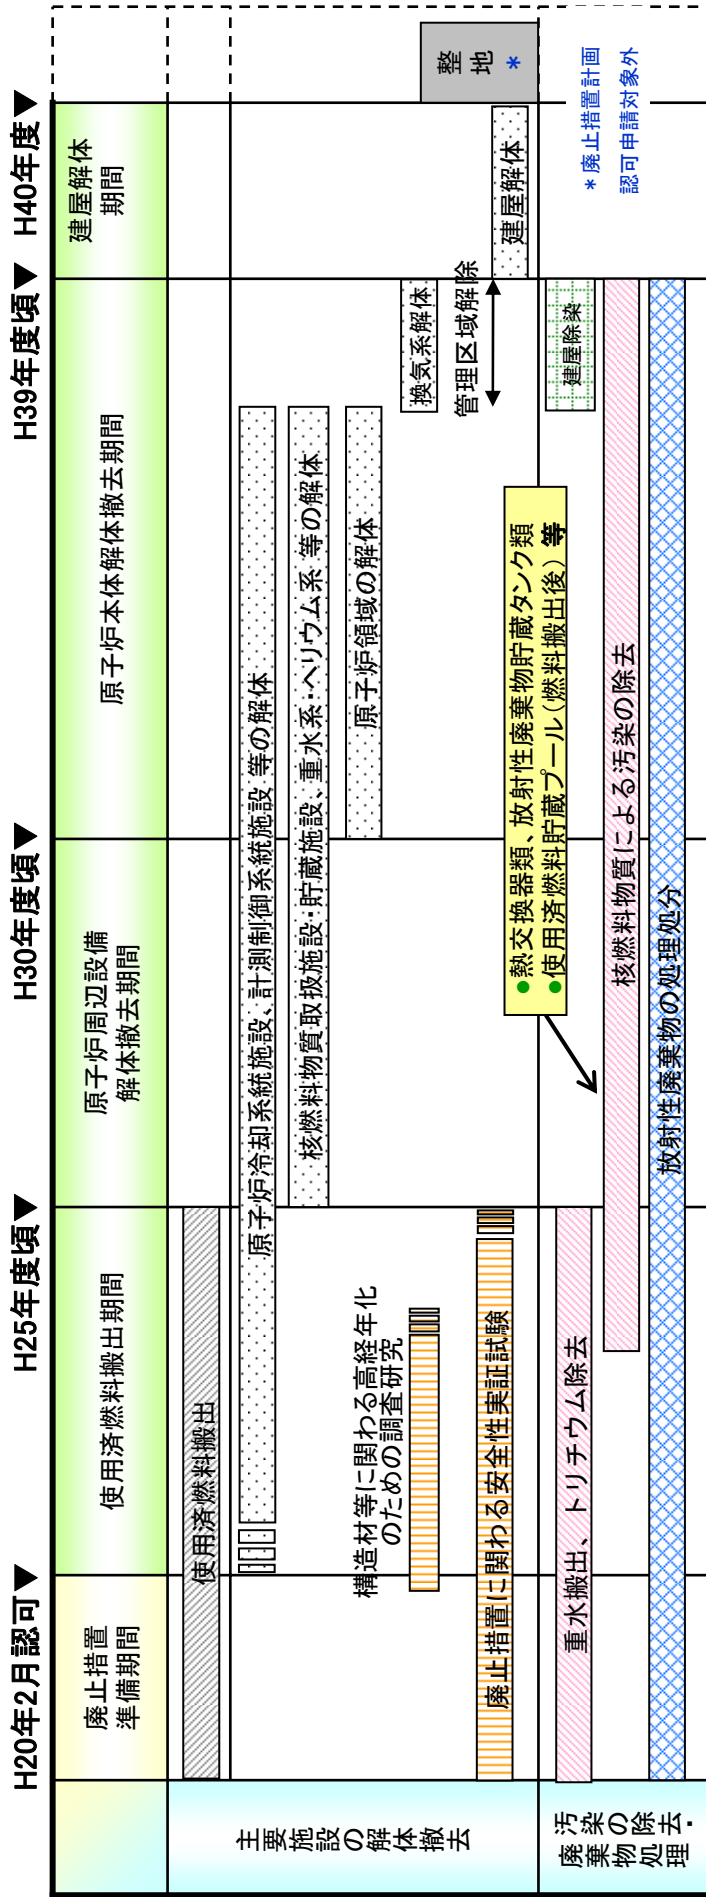 H20年2月認可▼
H25年度頃▼
H30年度頃▼
H39年度頃▼
H40年度▼
廃止措置
準備期間
使用済燃料搬出期間
原子炉周辺設備
解体撤去期間
原子炉本体解体撤去期間
建屋解体
期間
主要施設の解体撤去
使用済燃料搬出
原子炉冷却系統施設、計測制御系統施設 等の解体
核燃料物質取扱施設・貯蔵施設、重水系・ヘリウム系 等の解体
原子炉領域の解体
構造材等に関わる高経年化
のための調査研究
換気系解体
管理区域解除
廃止措置に関わる安全性実証試験
建屋解体
整地
*
汚染の除去・
廃棄物処理
●熱交換器類、放射性廃棄物貯蔵タンク類
●使用済燃料貯蔵プール(燃料搬出後) 等
重水搬出、トリチウム除去
建屋除染
核燃料物質による汚染の除去
放射性廃棄物の処理処分
*廃止措置計画
認可申請対象外